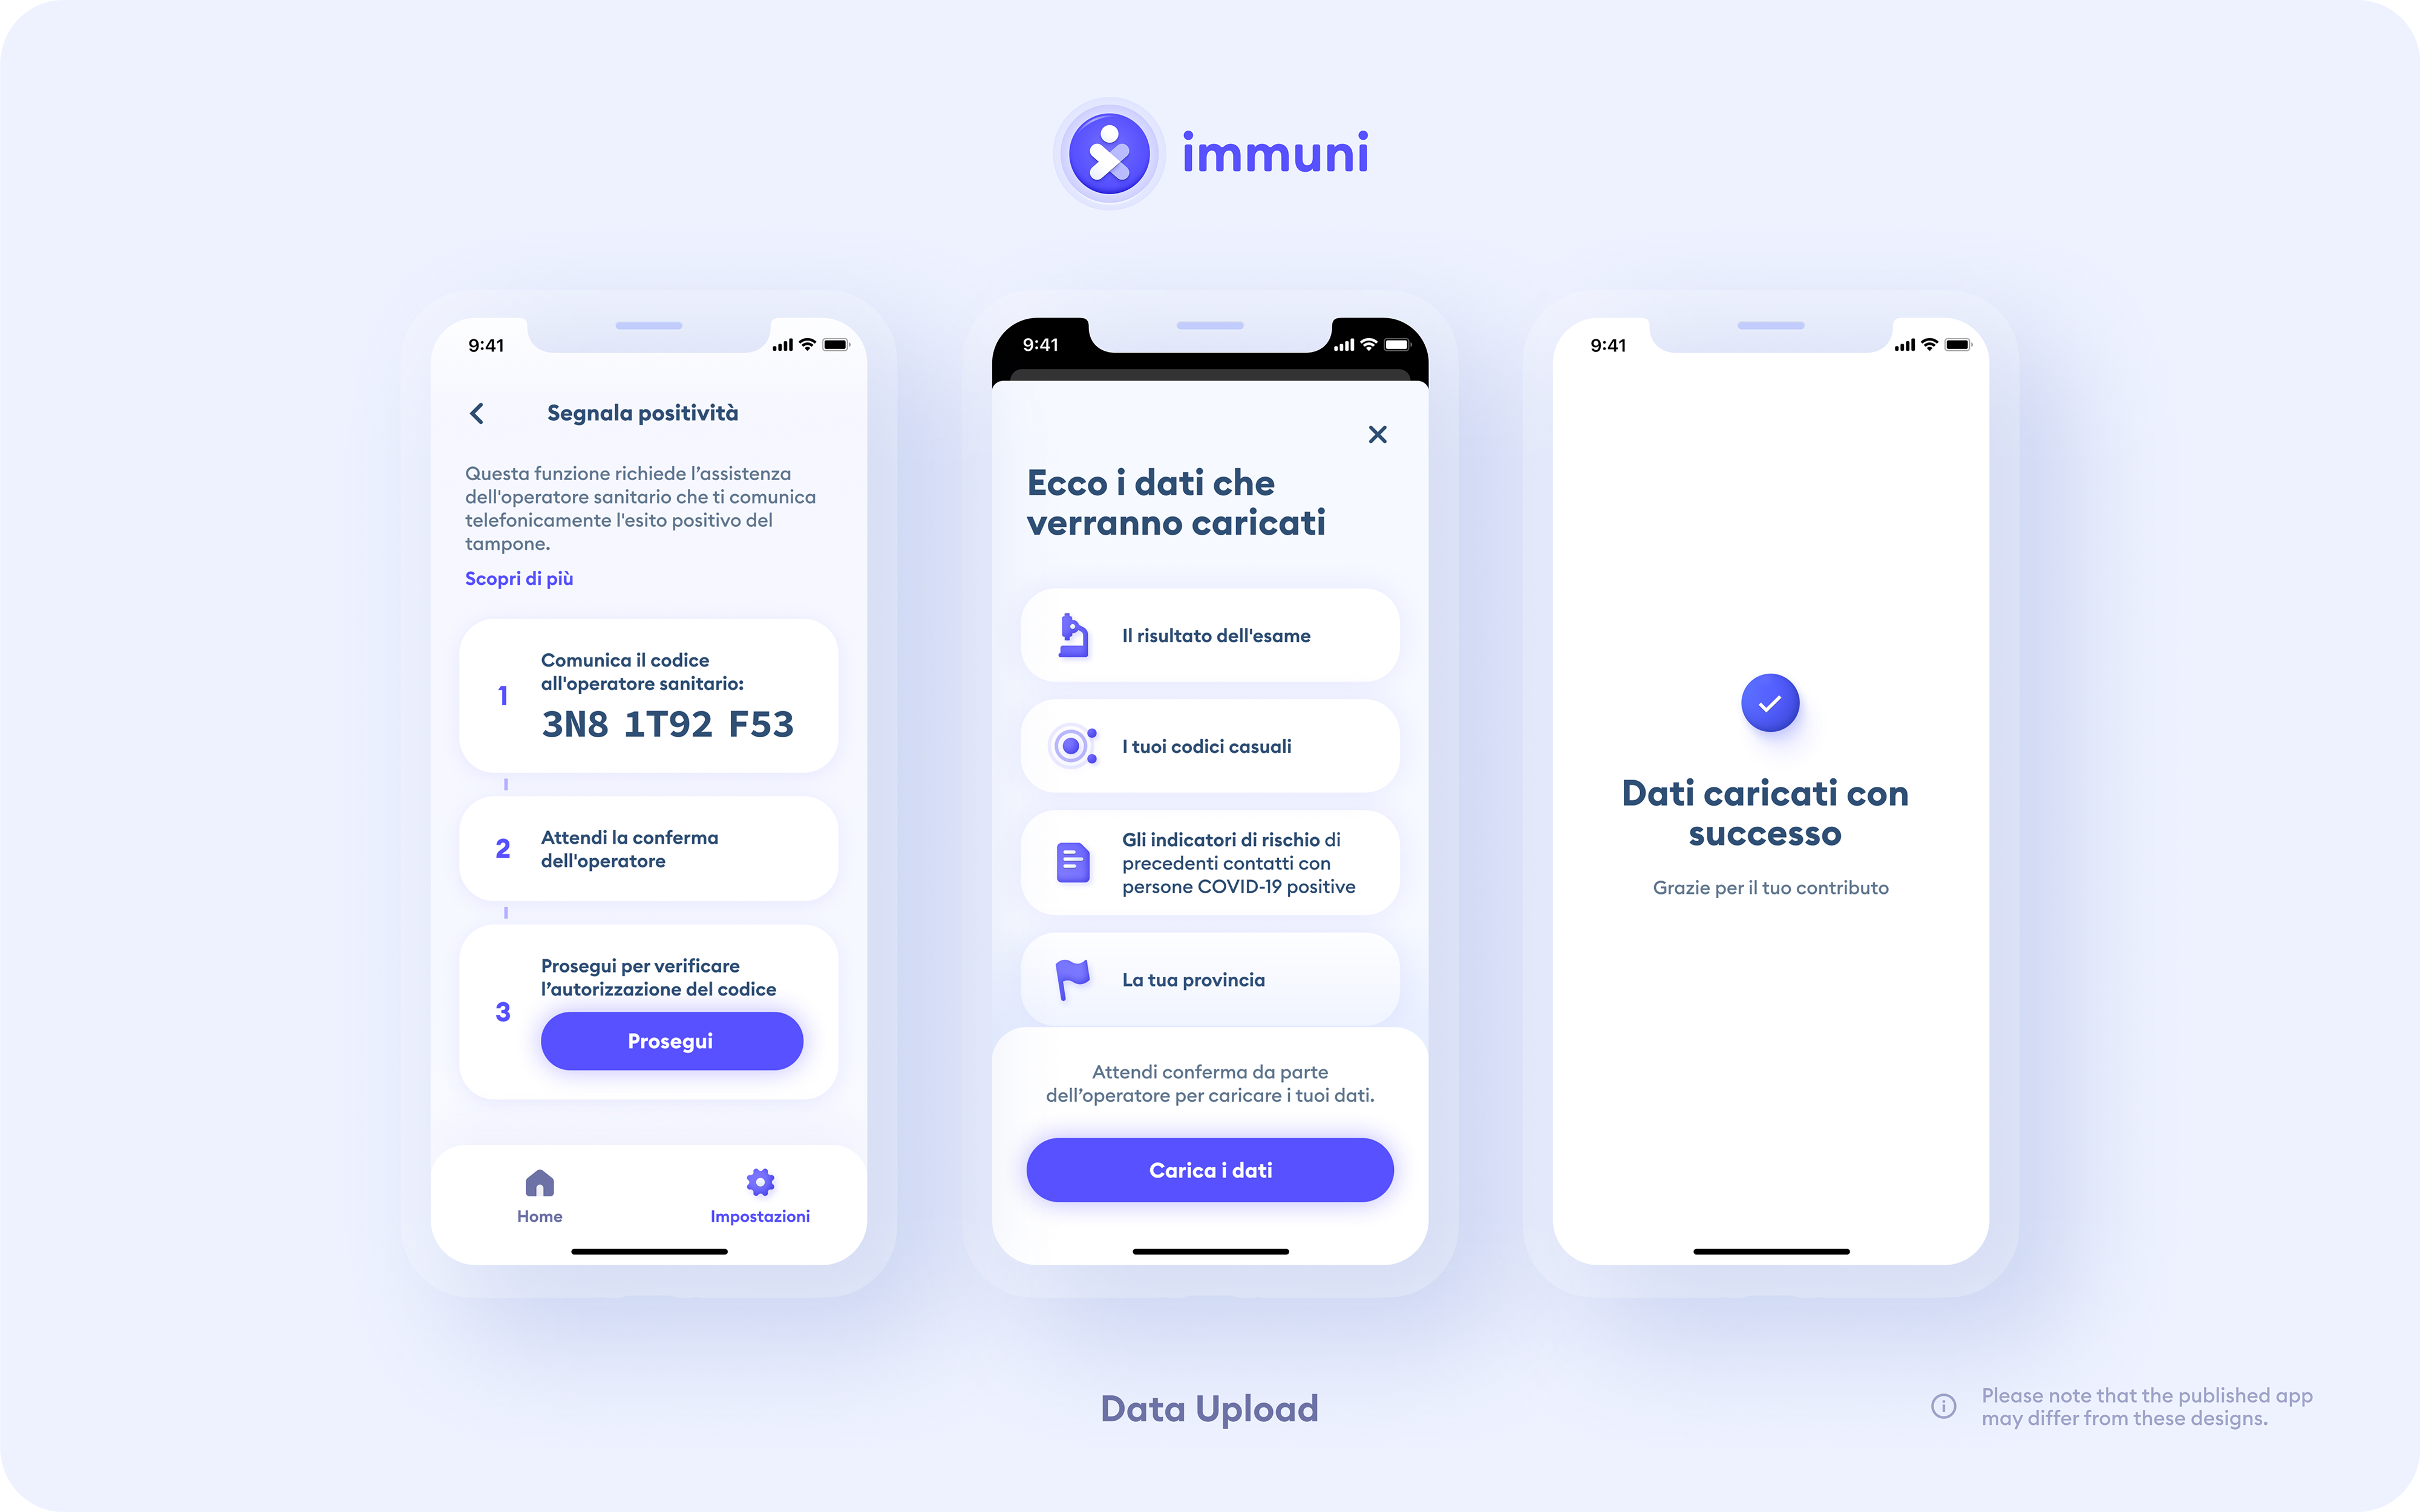 immuni
9:41
Segnala positività
Questa funzione richiede l’assistenza
dell'operatore sanitario che ti comunica
telefonicamente l'esito positivo del
tampone.
Scopri di più
1
Comunica il codice
all'operatore sanitario:
3N8 1T92 F53
2
Attendi la conferma
dell'operatore
3
Prosegui per verificare
l’autorizzazione del codice
Prosegui
Home
Impostazioni
9:41
Ecco i dati che
verranno caricati
Il risultato dell'esame
I tuoi codici casuali
Gli indicatori di rischio di
precedenti contatti con
persone COVID-19 positive
La tua provincia
Attendi conferma da parte
dell’operatore per caricare i tuoi dati.
Carica i dati
9:41
Dati caricati con
successo
Grazie per il tuo contributo
Data Upload
Please note that the published app
may differ from these designs.